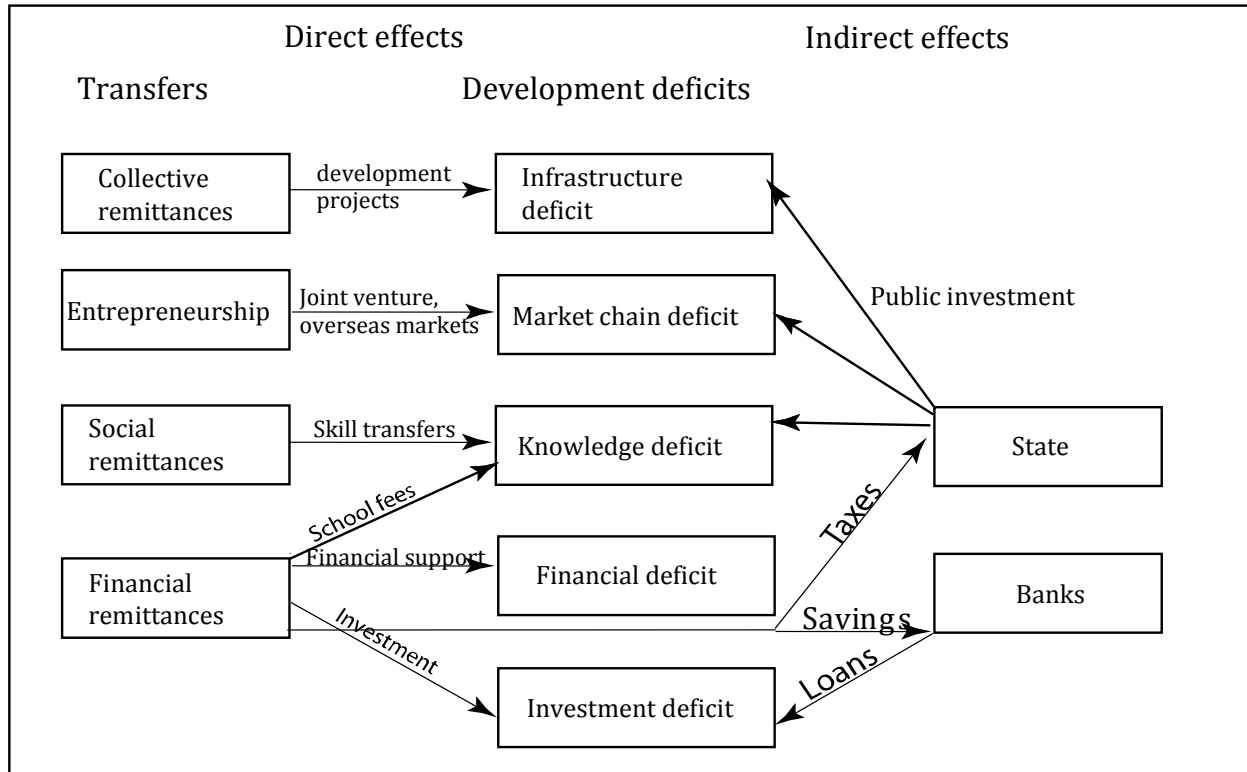 Direct effects
Indirect effects
Transfers
Development deficits
Collective
remittances
development
projects
Infrastructure
deficit
Public investment
Entrepreneurship
Joint venture,
overseas markets
Market chain deficit
Social
remittances
Skill transfers
Knowledge deficit
State
School fees
Taxes
Financial
remittances
Financial support
Financial deficit
Banks
Savings
Investment
Loans
Investment deficit